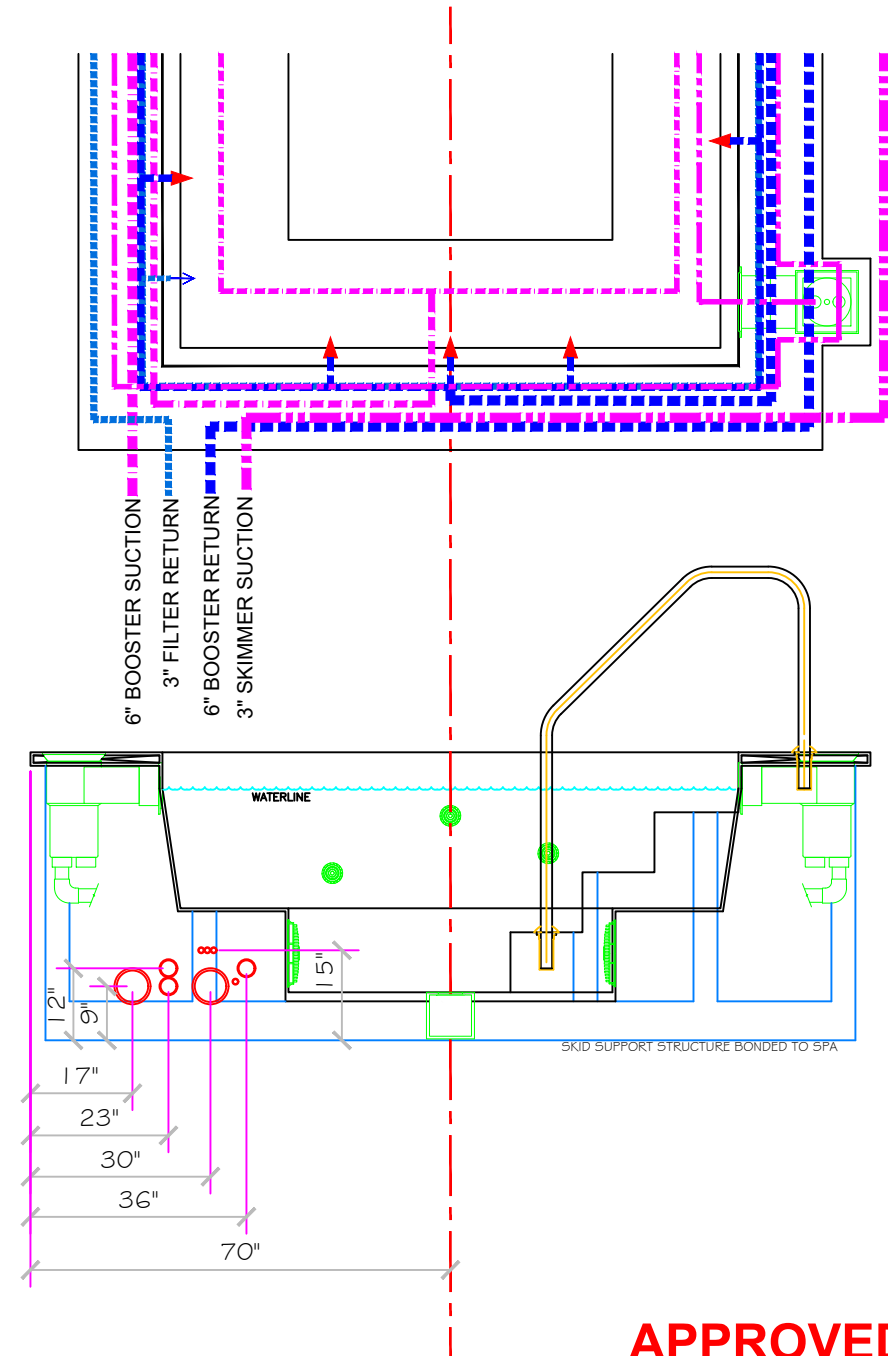 6" BOOSTER SUCTION
3" FILTER RETURN
6" BOOSTER RETURN
3" SKIMMER SUCTION
WATERLINE
15"
12"
9"
SKID SUPPORT STRUCTURE BONDED TO SPA
17"
23"
30"
36"
70"
APPROVED